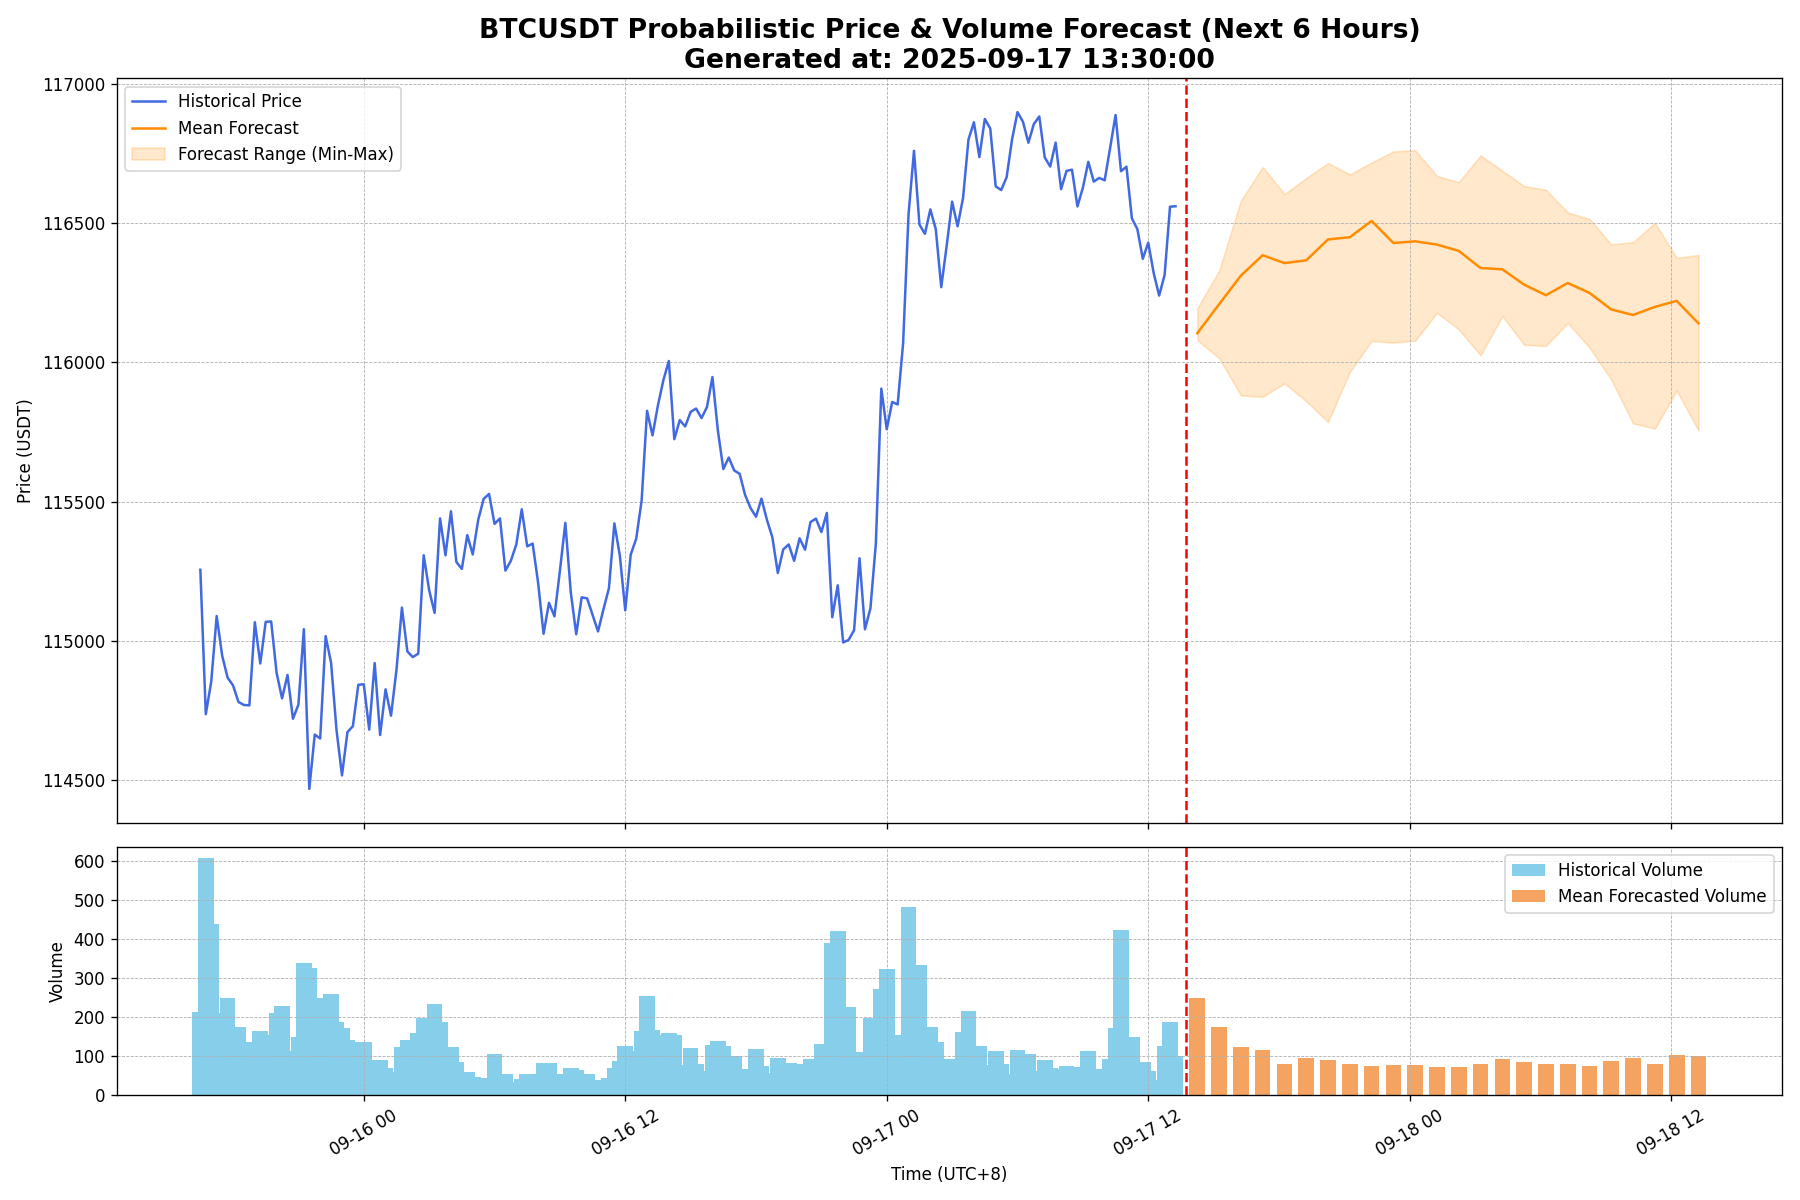 BTCUSDT Probabilistic Price & Volume Forecast (Next 6 Hours)
Generated at: 2025-09-17 13:30:00
Historical Price
Mean Forecast
Forecast Range (Min-Max)
117000
116500
116000
115500
115000
114500
Price (USDT)
Historical Volume
Mean Forecasted Volume
600
500
400
300
200
100
0
Volume
09-16 00
09-16 12
09-17 00
09-17 12
09-18 00
09-18 12
Time (UTC+8)